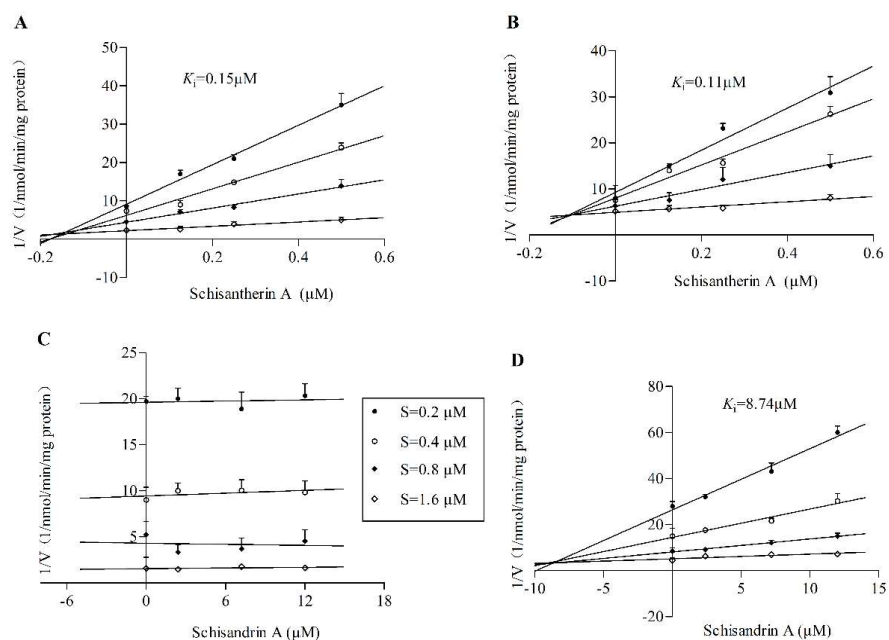 A
50
40
30
20
10
-10
-0.2
0.0
0.2
0.4
0.6
Ki=0.15μM
1/V (1/nmol/min/mg protein)
Schisantherin A (μM)
B
40
30
20
10
-10
-0.2
0.0
0.2
0.4
0.6
Ki=0.11μM
1/V (1/nmol/min/mg protein)
Schisantherin A (μM)
C
25
20
15
10
5
-6
0
6
12
18
1/V (1/nmol/min/mg protein)
Schisandrin A (μM)
S=0.2 μM
S=0.4 μM
S=0.8 μM
S=1.6 μM
D
80
60
40
20
-20
-10
-5
0
5
10
15
Ki=8.74μM
1/V (1/nmol/min/mg protein)
Schisandrin A (μM)